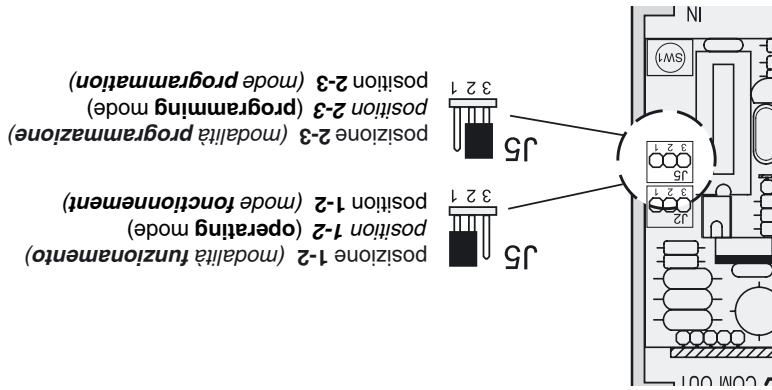 COM OUT
J2
1 2 3
J5
1 2 3
SW1
IN
J5
1 2 3
posizione 1-2 (modalità funzionamento)
position 1-2 (operating mode)
position 1-2 (mode fonctionnement)
J5
1 2 3
posizione 2-3 (modalità programmazione)
position 2-3 (programming mode)
position 2-3 (mode programmation)